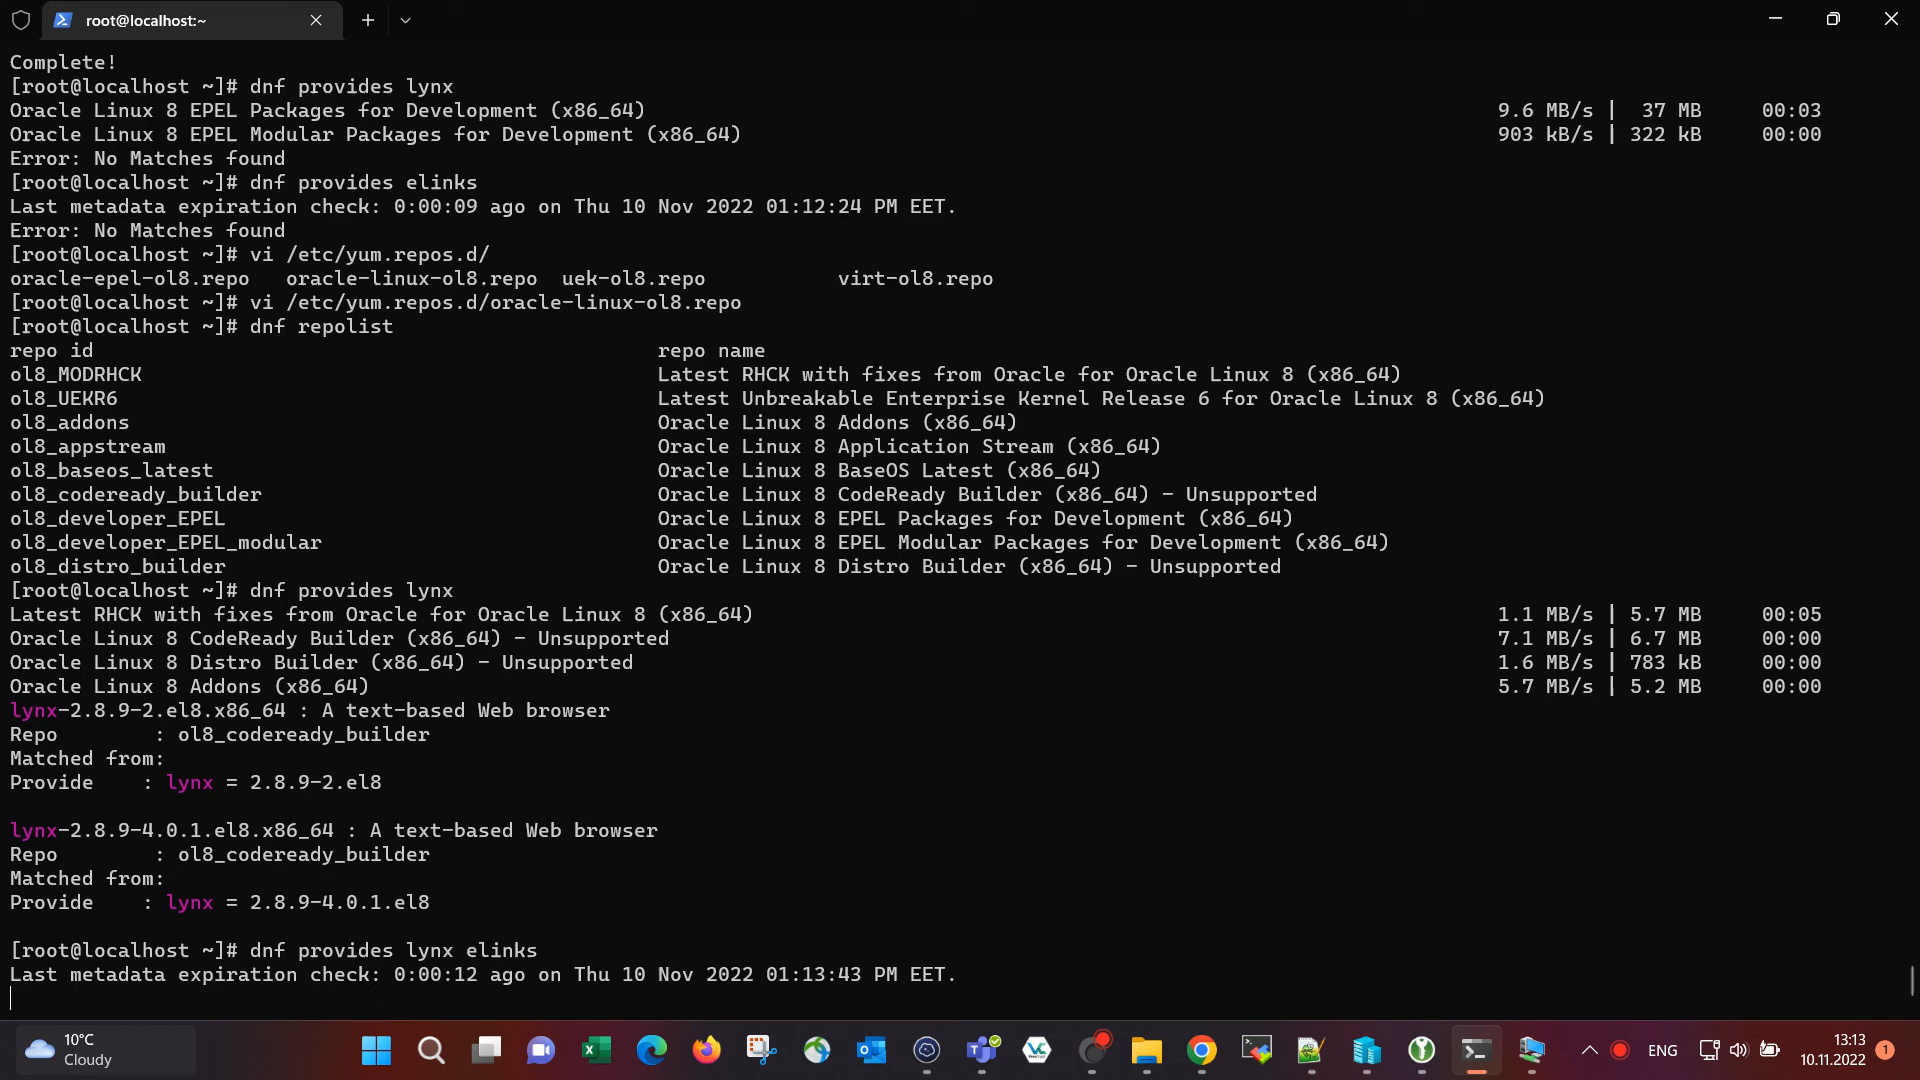 root@localhost:~
Complete!
[root@localhost ~]# dnf provides lynx
Oracle Linux 8 EPEL Packages for Development (x86_64) 9.6 MB/s | 37 MB 00:03
Oracle Linux 8 EPEL Modular Packages for Development (x86_64) 903 kB/s | 322 kB 00:00
Error: No Matches found
[root@localhost ~]# dnf provides elinks
Last metadata expiration check: 0:00:09 ago on Thu 10 Nov 2022 01:12:24 PM EET.
Error: No Matches found
[root@localhost ~]# vi /etc/yum.repos.d/
oracle-epel-ol8.repo oracle-linux-ol8.repo uek-ol8.repo virt-ol8.repo
[root@localhost ~]# vi /etc/yum.repos.d/oracle-linux-ol8.repo
[root@localhost ~]# dnf repolist
repo id repo name
ol8_MODRHCK Latest RHCK with fixes from Oracle for Oracle Linux 8 (x86_64)
ol8_UEKR6 Latest Unbreakable Enterprise Kernel Release 6 for Oracle Linux 8 (x86_64)
ol8_addons Oracle Linux 8 Addons (x86_64)
ol8_appstream Oracle Linux 8 Application Stream (x86_64)
ol8_baseos_latest Oracle Linux 8 BaseOS Latest (x86_64)
ol8_codeready_builder Oracle Linux 8 CodeReady Builder (x86_64) - Unsupported
ol8_developer_EPEL Oracle Linux 8 EPEL Packages for Development (x86_64)
ol8_developer_EPEL_modular Oracle Linux 8 EPEL Modular Packages for Development (x86_64)
ol8_distro_builder Oracle Linux 8 Distro Builder (x86_64) - Unsupported
[root@localhost ~]# dnf provides lynx
Latest RHCK with fixes from Oracle for Oracle Linux 8 (x86_64) 1.1 MB/s | 5.7 MB 00:05
Oracle Linux 8 CodeReady Builder (x86_64) - Unsupported 7.1 MB/s | 6.7 MB 00:00
Oracle Linux 8 Distro Builder (x86_64) - Unsupported 1.6 MB/s | 783 kB 00:00
Oracle Linux 8 Addons (x86_64) 5.7 MB/s | 5.2 MB 00:00
lynx-2.8.9-2.el8.x86_64 : A text-based Web browser
Repo : ol8_codeready_builder
Matched from:
Provide : lynx = 2.8.9-2.el8
lynx-2.8.9-4.0.1.el8.x86_64 : A text-based Web browser
Repo : ol8_codeready_builder
Matched from:
Provide : lynx = 2.8.9-4.0.1.el8
[root@localhost ~]# dnf provides lynx elinks
Last metadata expiration check: 0:00:12 ago on Thu 10 Nov 2022 01:13:43 PM EET.
10°C
Cloudy
ENG
13:13
10.11.2022
1